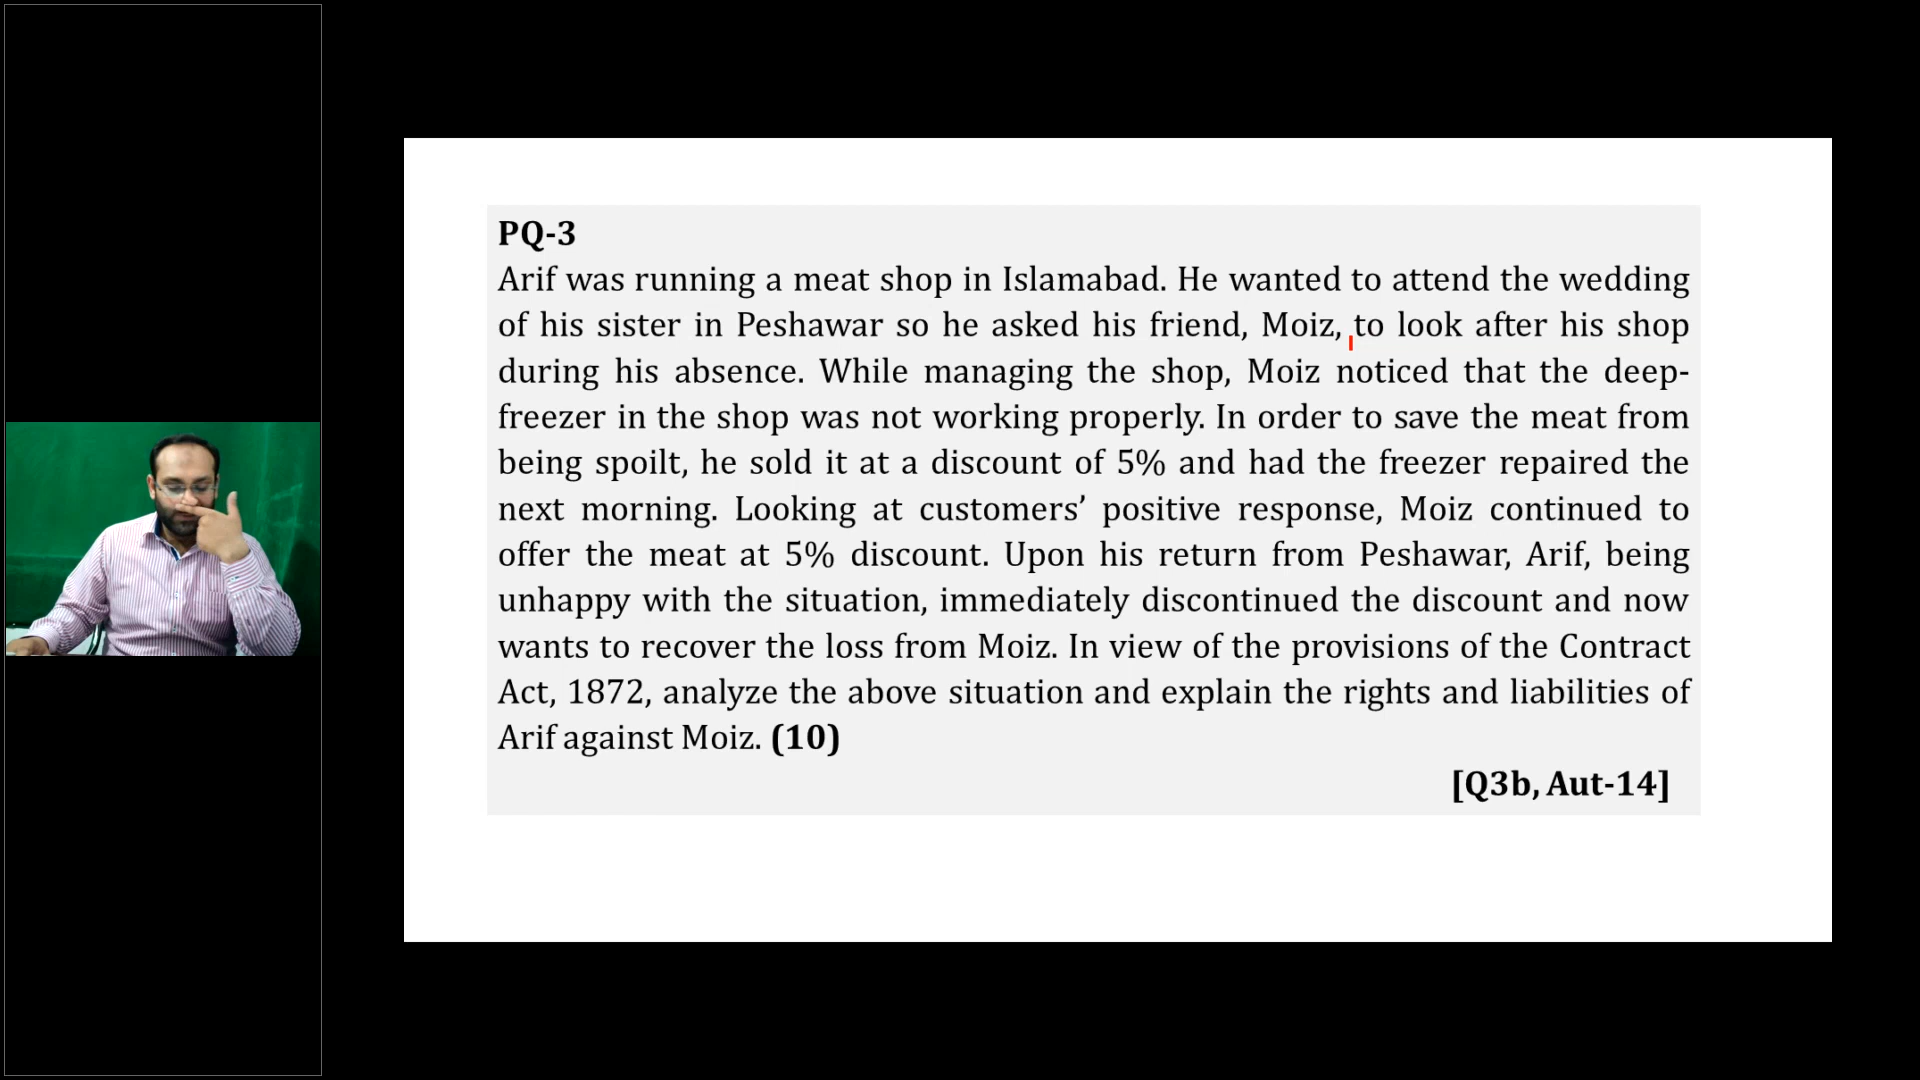 PQ-3
Arif was running a meat shop in Islamabad. He wanted to attend the wedding
of his sister in Peshawar so he asked his friend, Moiz, to look after his shop
during his absence. While managing the shop, Moiz noticed that the deep-
freezer in the shop was not working properly. In order to save the meat from
being spoilt, he sold it at a discount of 5% and had the freezer repaired the
next morning. Looking at customers’ positive response, Moiz continued to
offer the meat at 5% discount. Upon his return from Peshawar, Arif, being
unhappy with the situation, immediately discontinued the discount and now
wants to recover the loss from Moiz. In view of the provisions of the Contract
Act, 1872, analyze the above situation and explain the rights and liabilities of
Arif against Moiz. (10)
[Q3b, Aut-14]